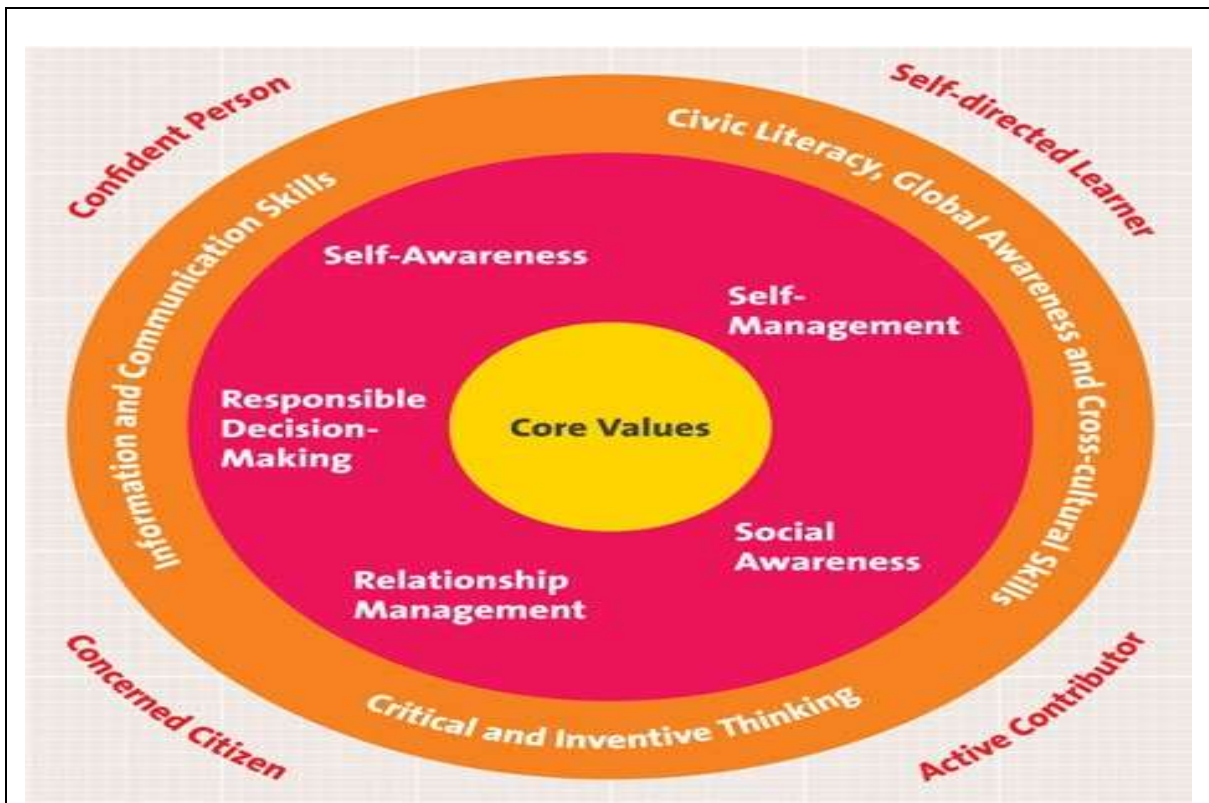 Confident Person
Self-directed Learner
Civic Literacy, Global Awareness and Cross-cultural Skills
Information and Communication Skills
Self-Awareness
Self-
Management
Responsible
Decision-
Making
Core Values
Social
Awareness
Relationship
Management
Critical and Inventive Thinking
Concerned Citizen
Active Contributor